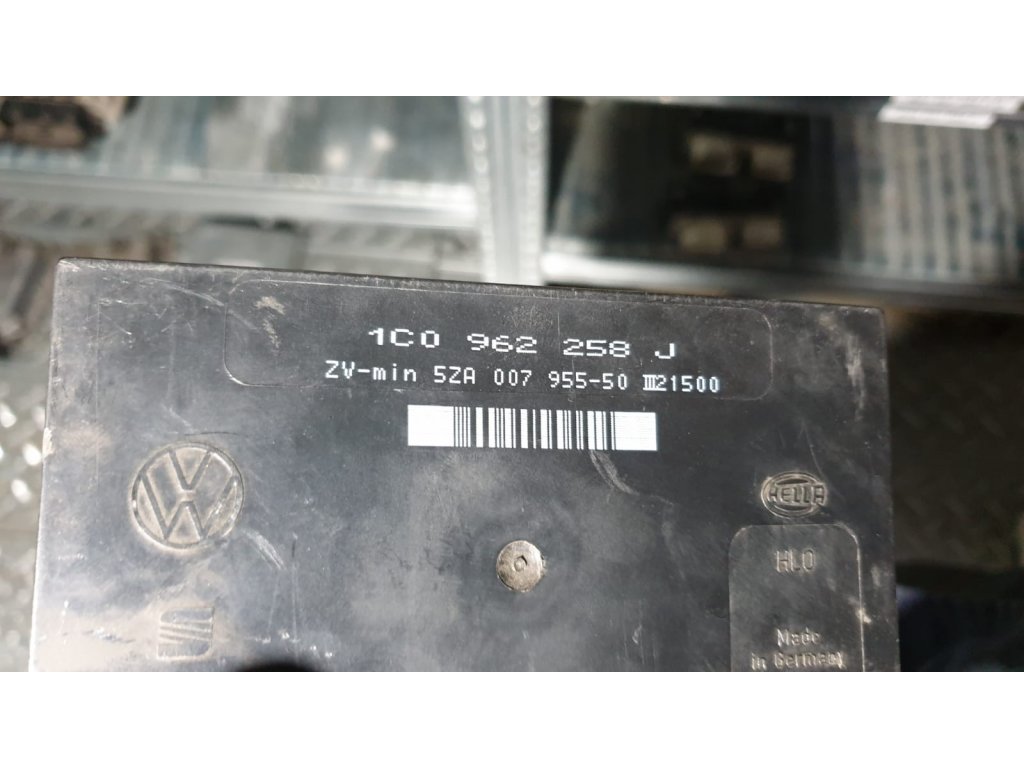 1C0 962 258 J
ZV-min 5ZA 007 955-50 III21500
HELLA
HLO
Made
in Germany